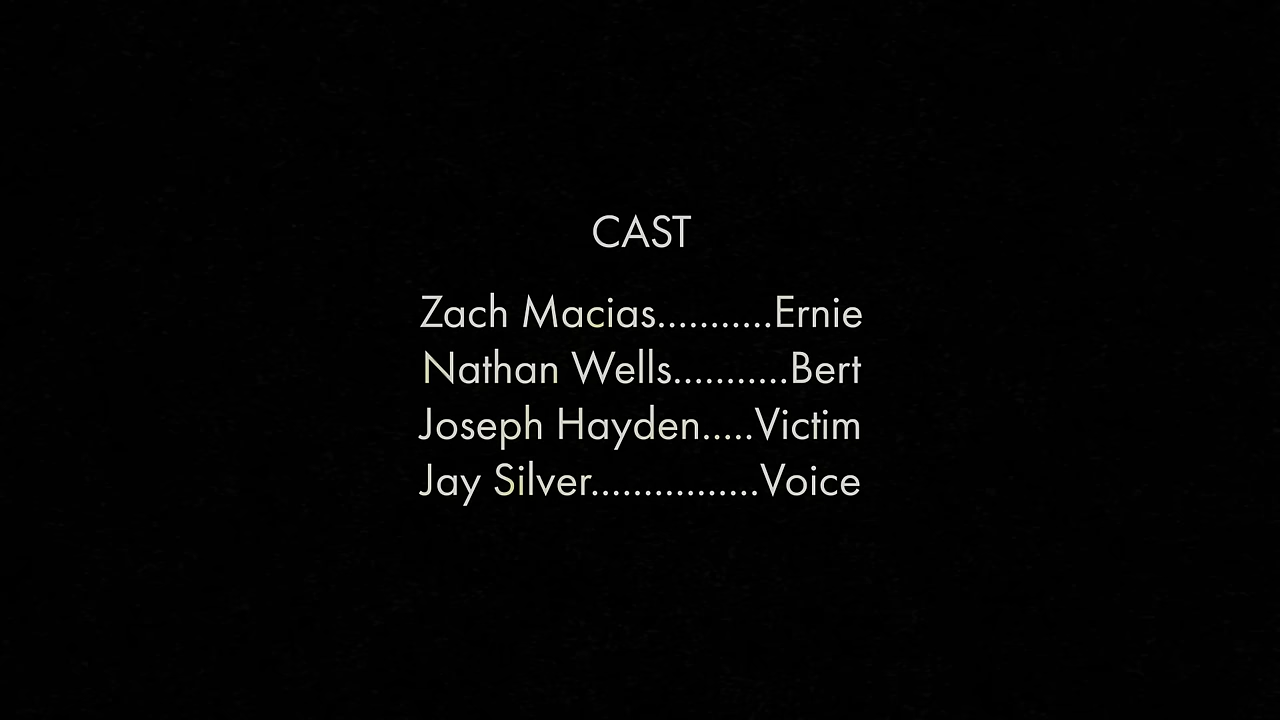 CAST
Zach Macias...........Ernie
Nathan Wells...........Bert
Joseph Hayden.....Victim
Jay Silver................Voice